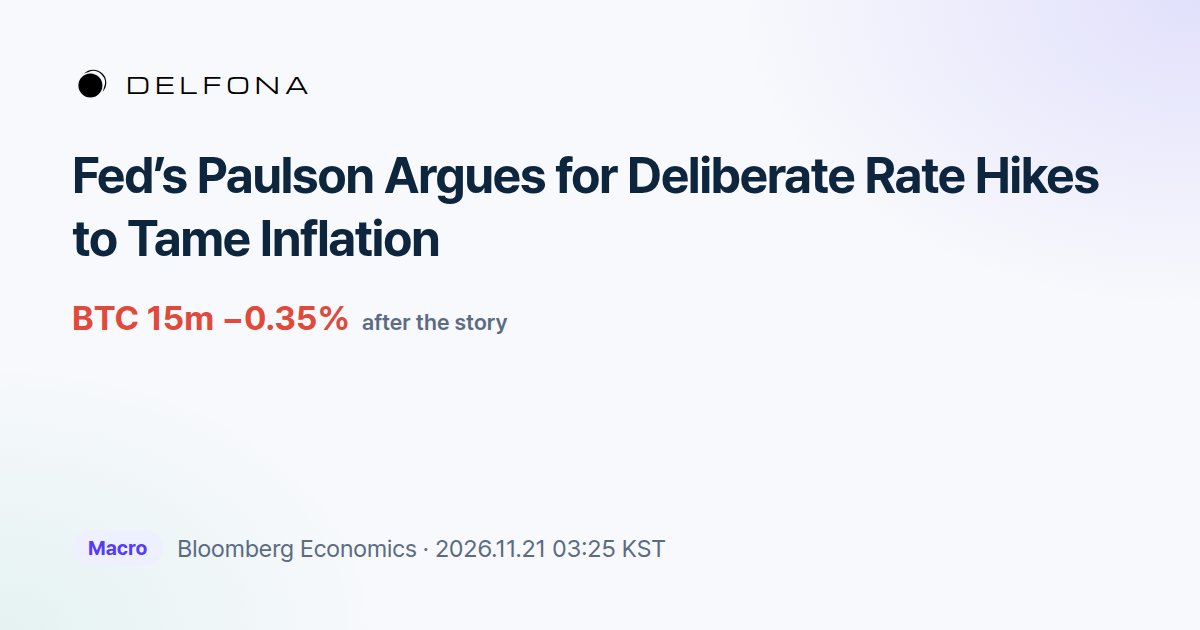 DELFONA
Fed’s Paulson Argues for Deliberate Rate Hikes
to Tame Inflation
BTC 15m −0.35% after the story
Macro Bloomberg Economics · 2026.11.21 03:25 KST